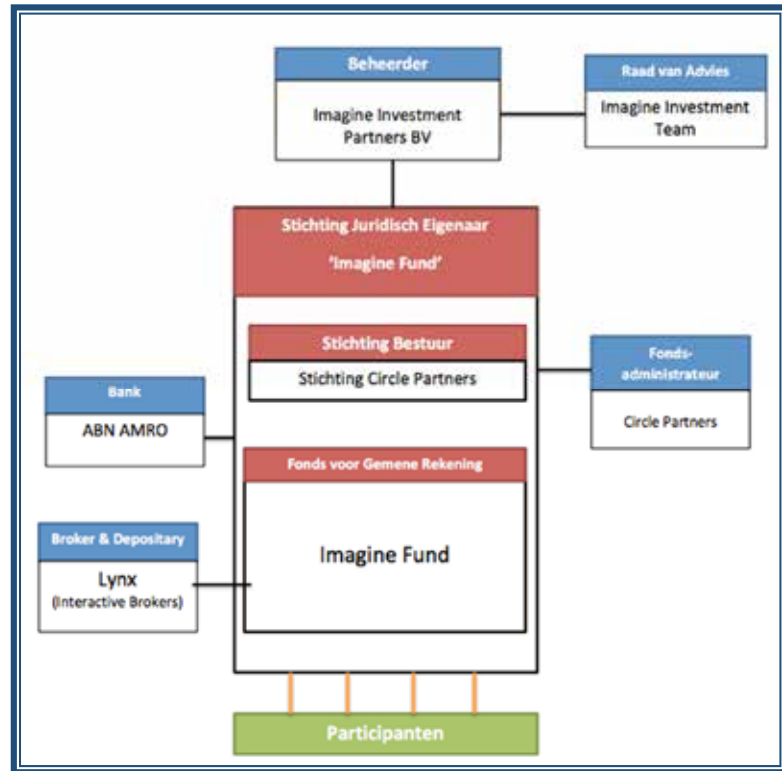 Beheerder
Imagine Investment
Partners BV
Raad van Advies
Imagine Investment
Team
Stichting Juridisch Eigenaar
'Imagine Fund'
Stichting Bestuur
Stichting Circle Partners
Fonds-
administrateur
Circle Partners
Bank
ABN AMRO
Fonds voor Gemene Rekening
Imagine Fund
Broker & Depositary
Lynx
(Interactive Brokers)
Participanten